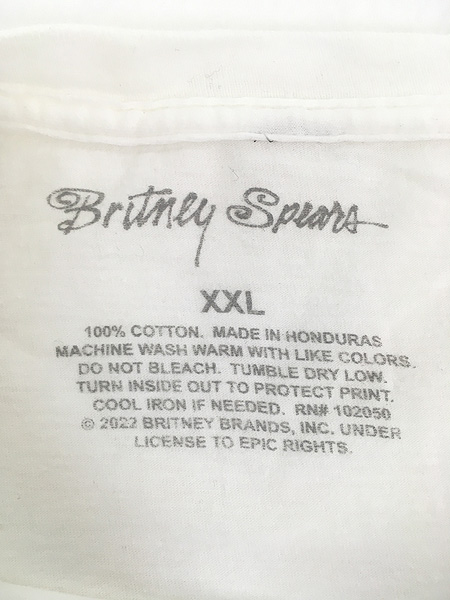 Britney Spears
XXL
100% COTTON. MADE IN HONDURAS
MACHINE WASH WARM WITH LIKE COLORS.
DO NOT BLEACH. TUMBLE DRY LOW.
TURN INSIDE OUT TO PROTECT PRINT.
COOL IRON IF NEEDED. RN# 102050
© 2022 BRITNEY BRANDS, INC. UNDER
LICENSE TO EPIC RIGHTS.